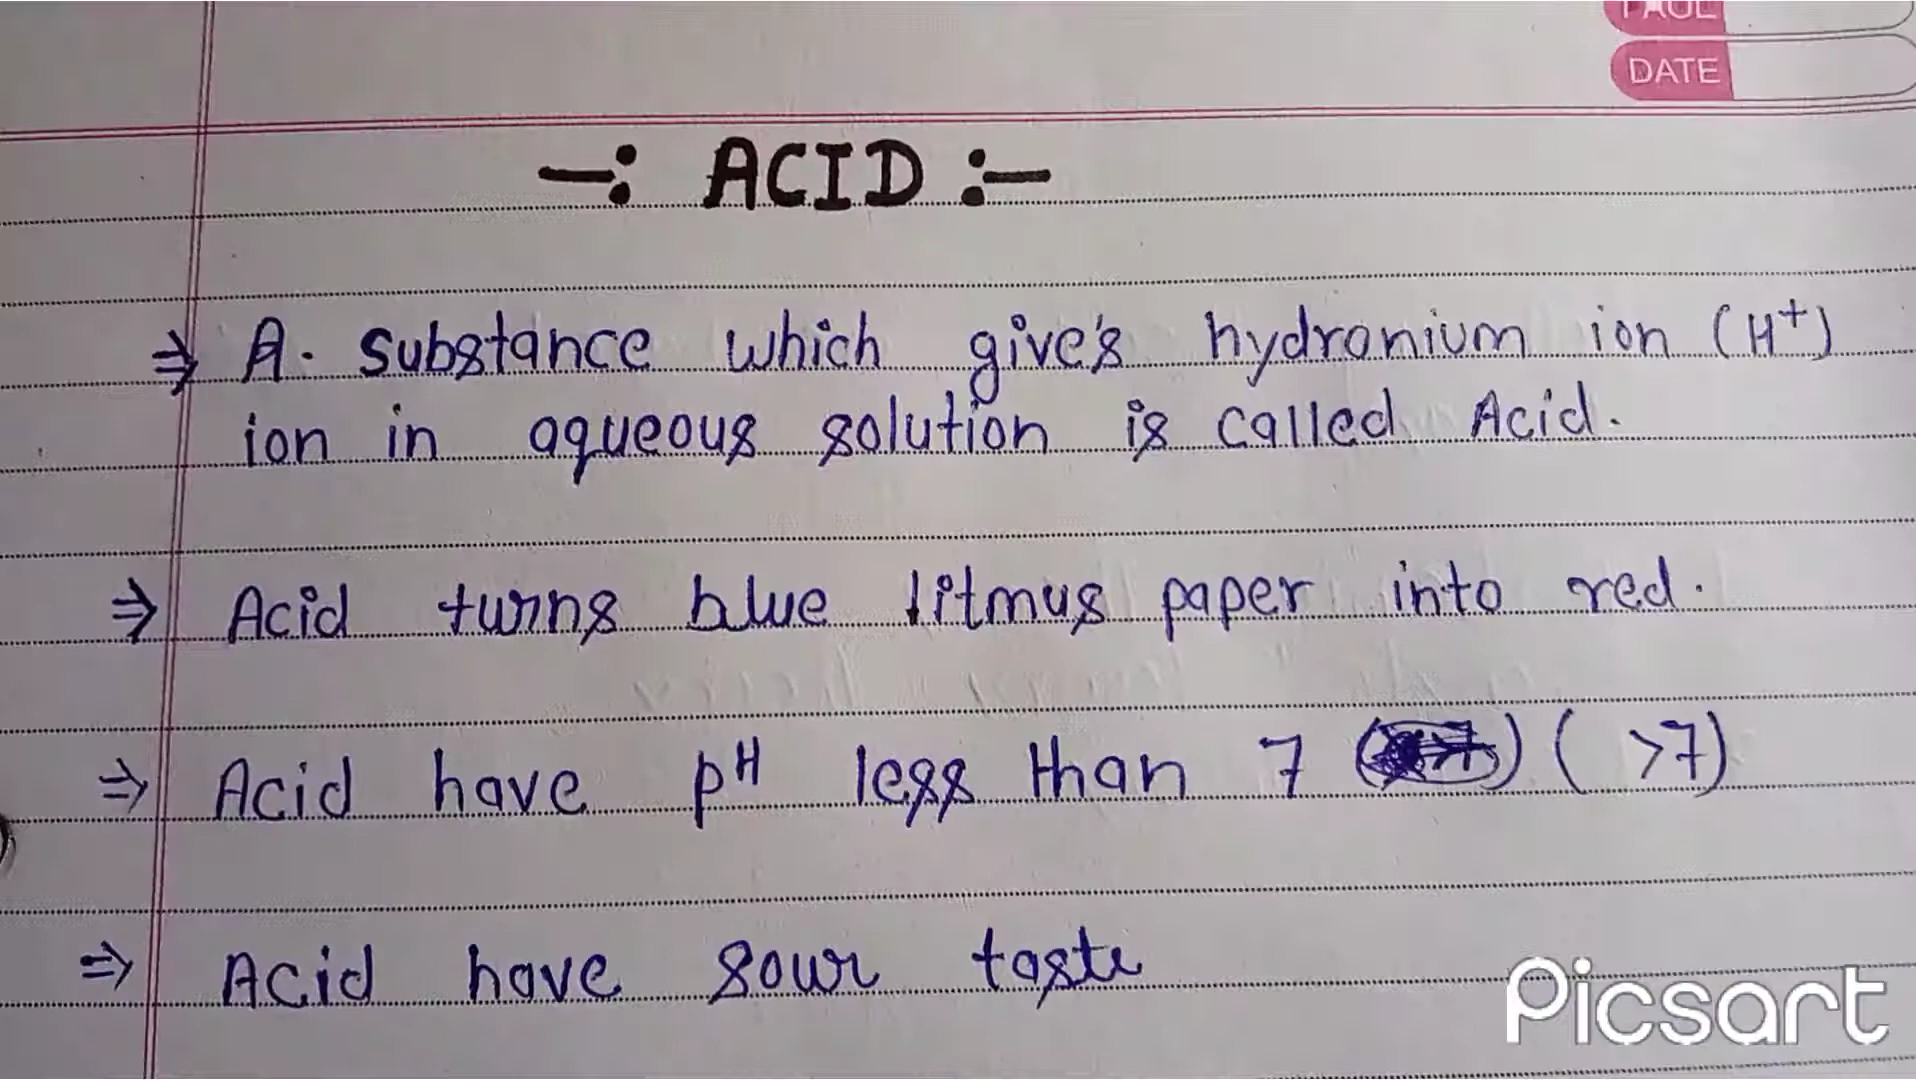 PAGE
DATE
-: ACID :-
⇒ A. substance which give's hydronium ion (H⁺)
ion in aqueous solution is called Acid.
⇒ Acid turns blue litmus paper into red.
⇒ Acid have pH less than 7 ( >7)
⇒ Acid have sour taste
Picsart